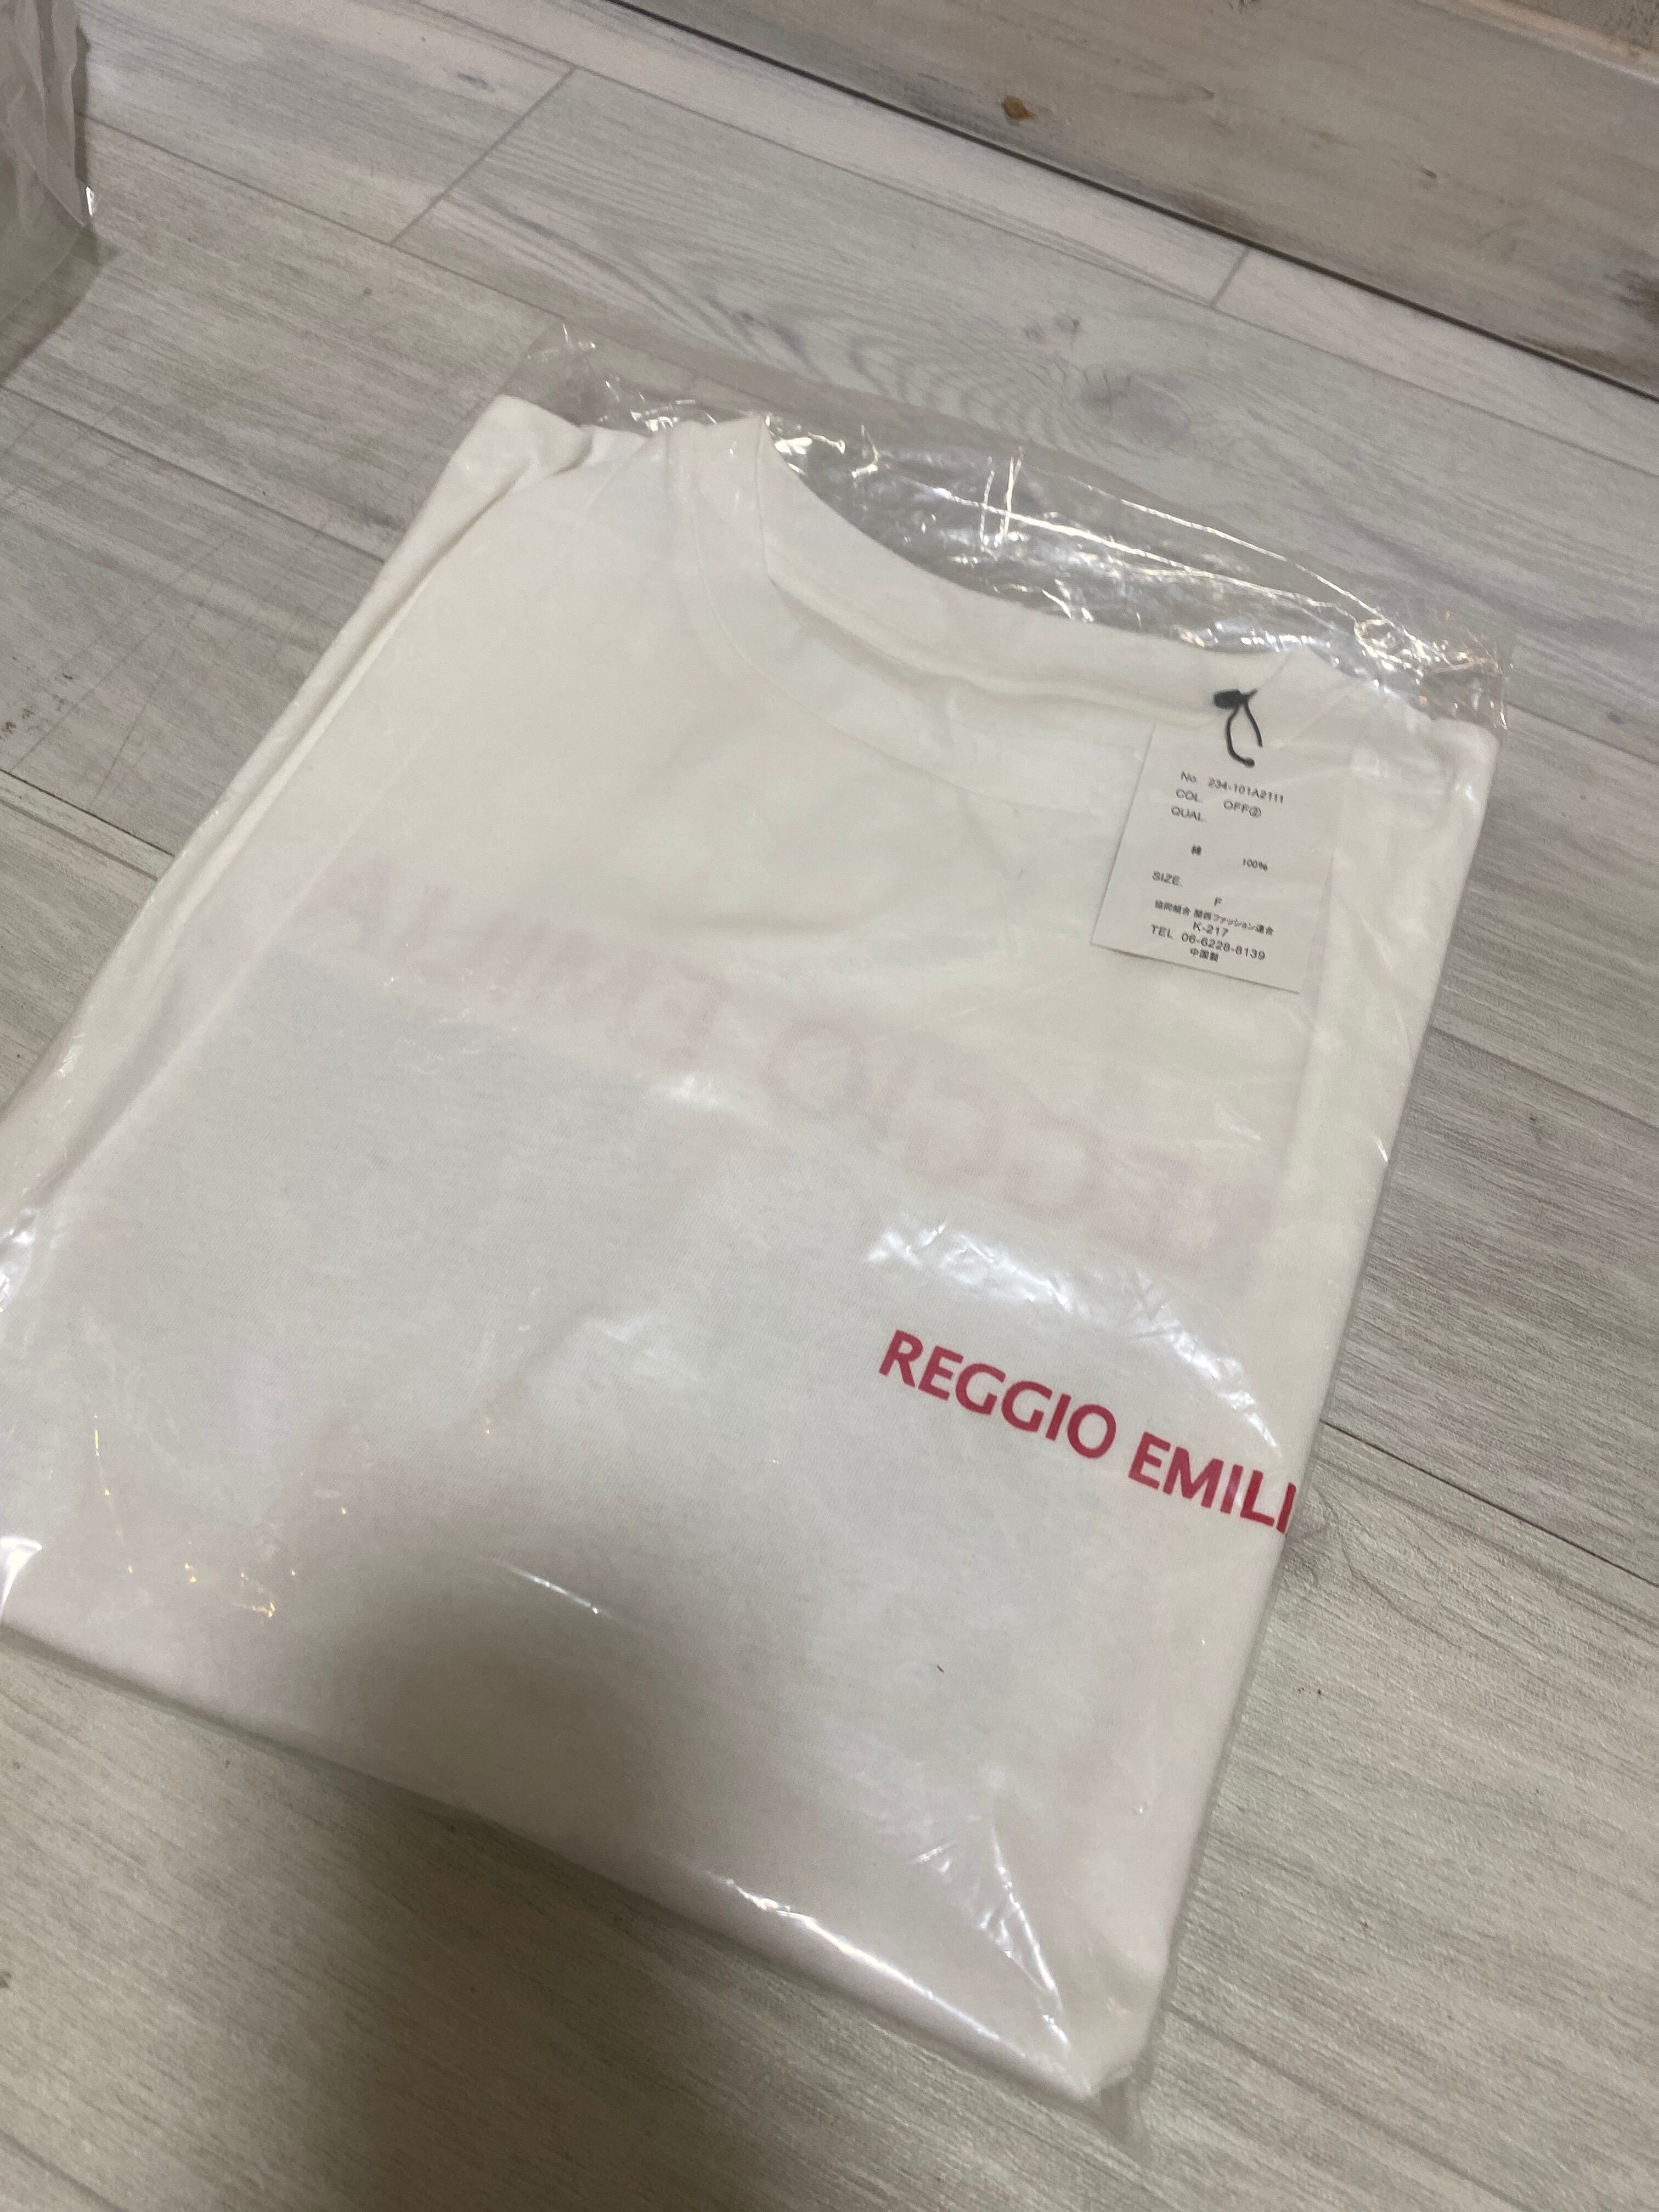 No. 234-101A2111
COL. OFF②
QUAL.
綿 100%
SIZE.
F
協同組合 関西ファッション連合
K-217
TEL 06-6228-8139
中国製
REGGIO EMILI